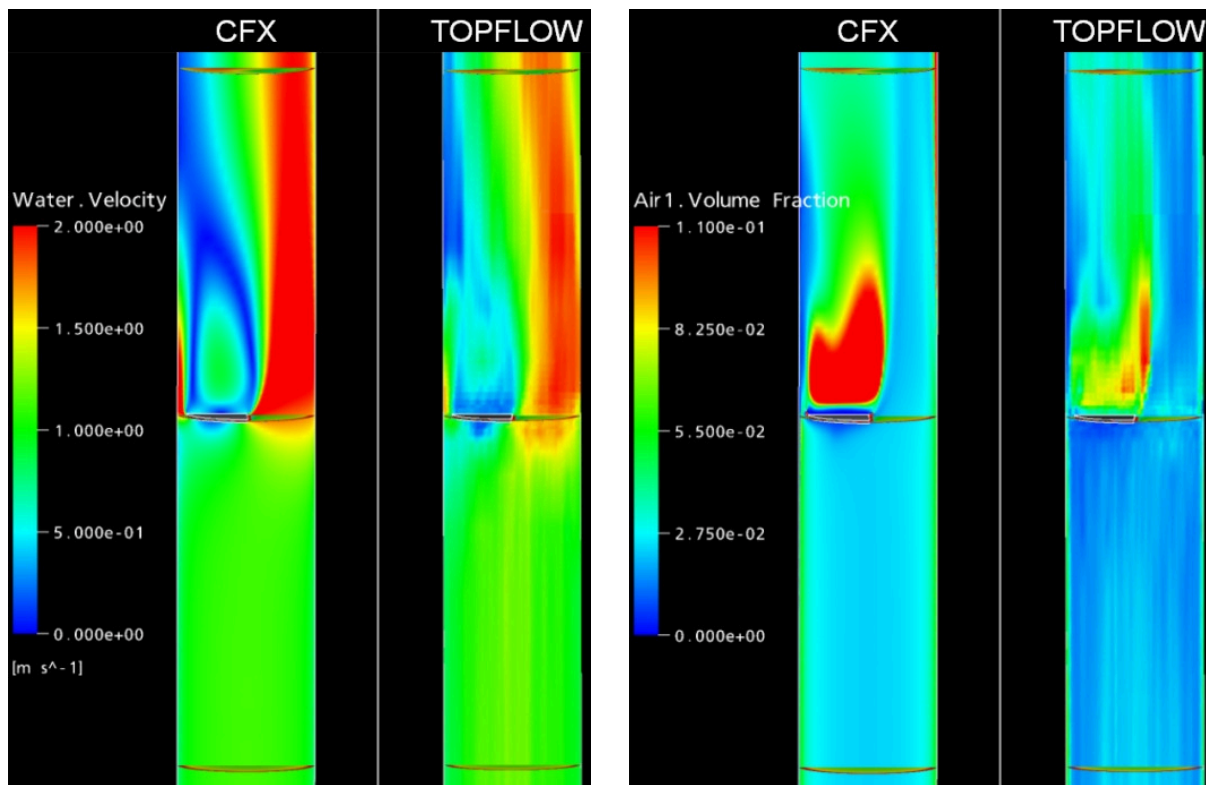 CFX
TOPFLOW
Water.Velocity
2.000e+00
1.500e+00
1.000e+00
5.000e-01
0.000e+00
[m s^-1]
CFX
TOPFLOW
Air1.Volume Fraction
1.100e-01
8.250e-02
5.500e-02
2.750e-02
0.000e+00